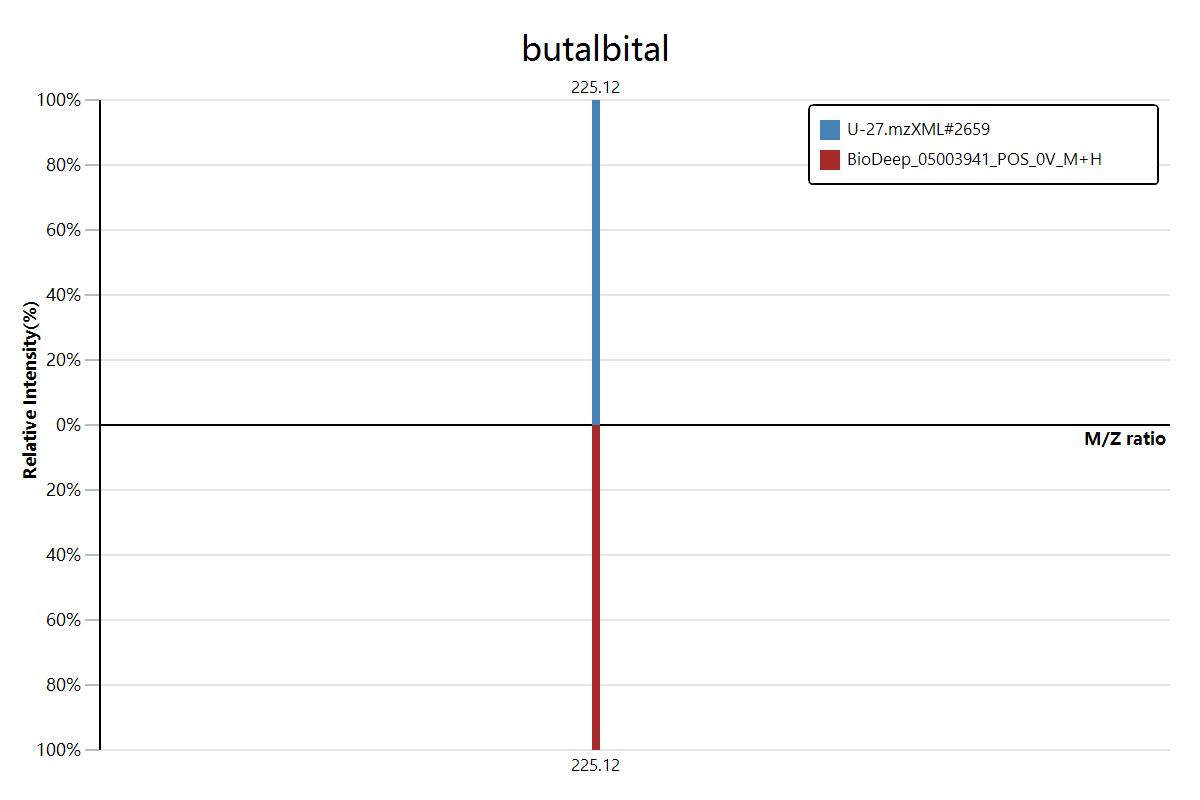 butalbital
225.12
U-27.mzXML#2659
BioDeep_05003941_POS_0V_M+H
100%
80%
60%
40%
20%
0%
20%
40%
60%
80%
100%
Relative Intensity(%)
M/Z ratio
225.12